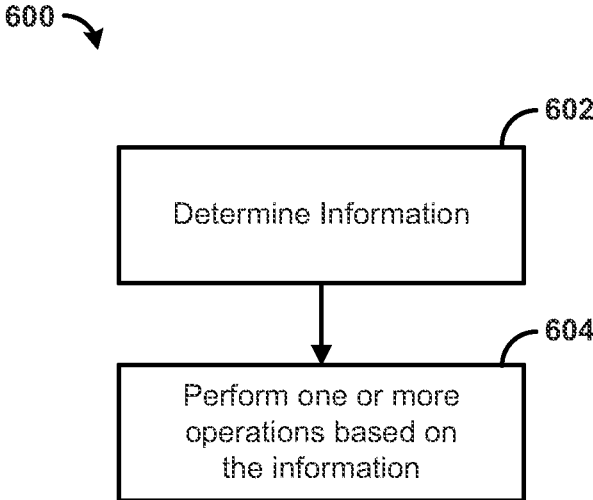 600
602
Determine Information
604
Perform one or more
operations based on
the information